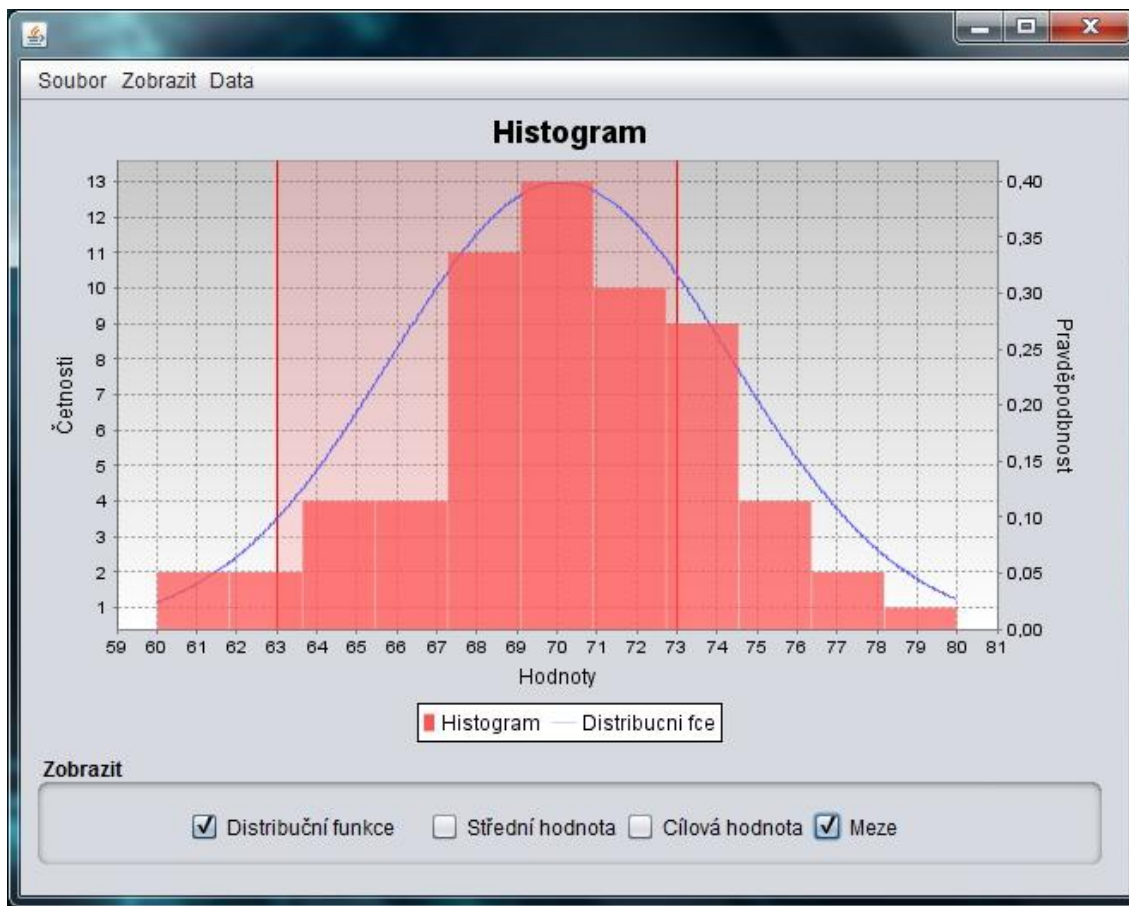 Soubor Zobrazit Data
Histogram
13
12
11
10
9
8
7
6
5
4
3
2
1
Četnosti
0.40
0.35
0.30
0.25
0.20
0.15
0.10
0.05
0.00
Pravděpodbnost
59 60 61 62 63 64 65 66 67 68 69 70 71 72 73 74 75 76 77 78 79 80 81
Hodnoty
Histogram Distribucni fce
Zobrazit
Distribuční funkce Střední hodnota Cílová hodnota Meze